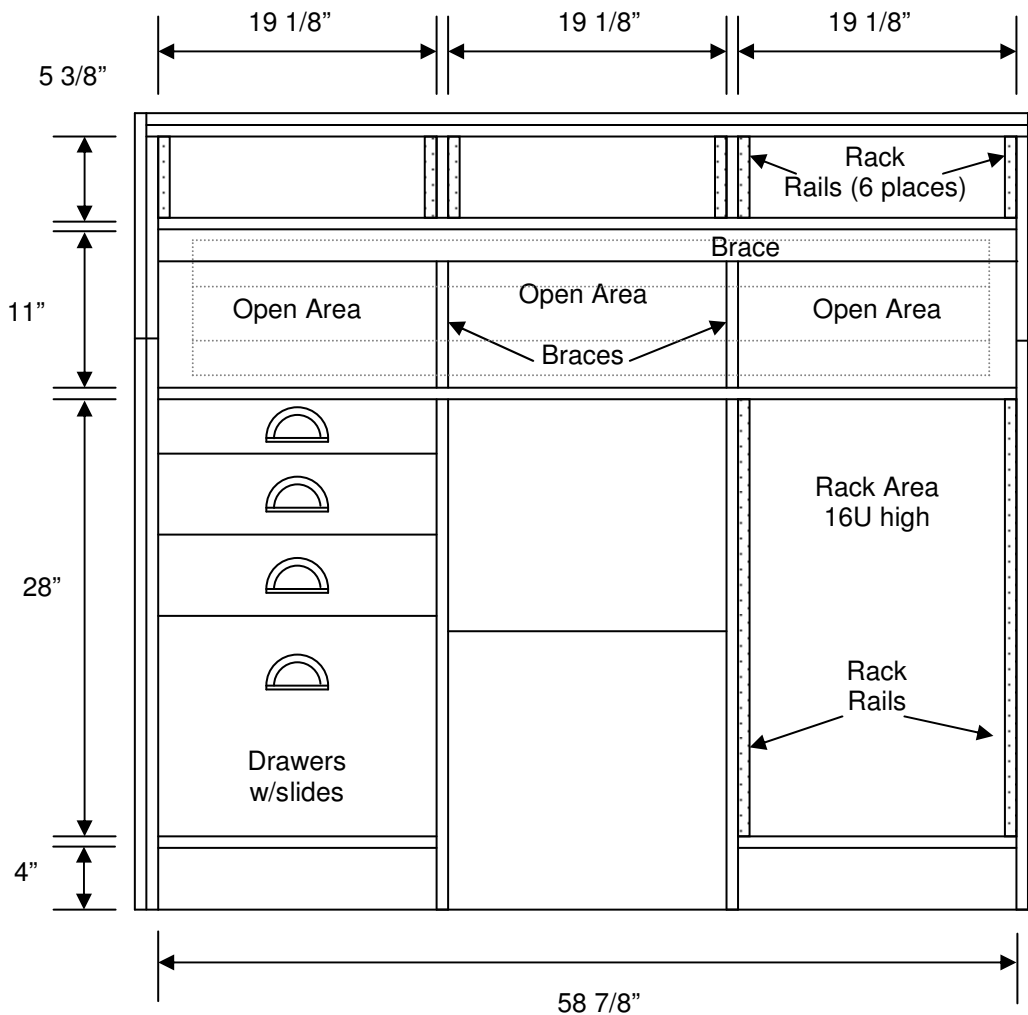 19 1/8”
19 1/8”
19 1/8”
5 3/8”
Rack
Rails (6 places)
Brace
11”
Open Area
Open Area
Open Area
Braces
28”
Rack Area
16U high
Rack
Rails
Drawers
w/slides
4”
58 7/8”